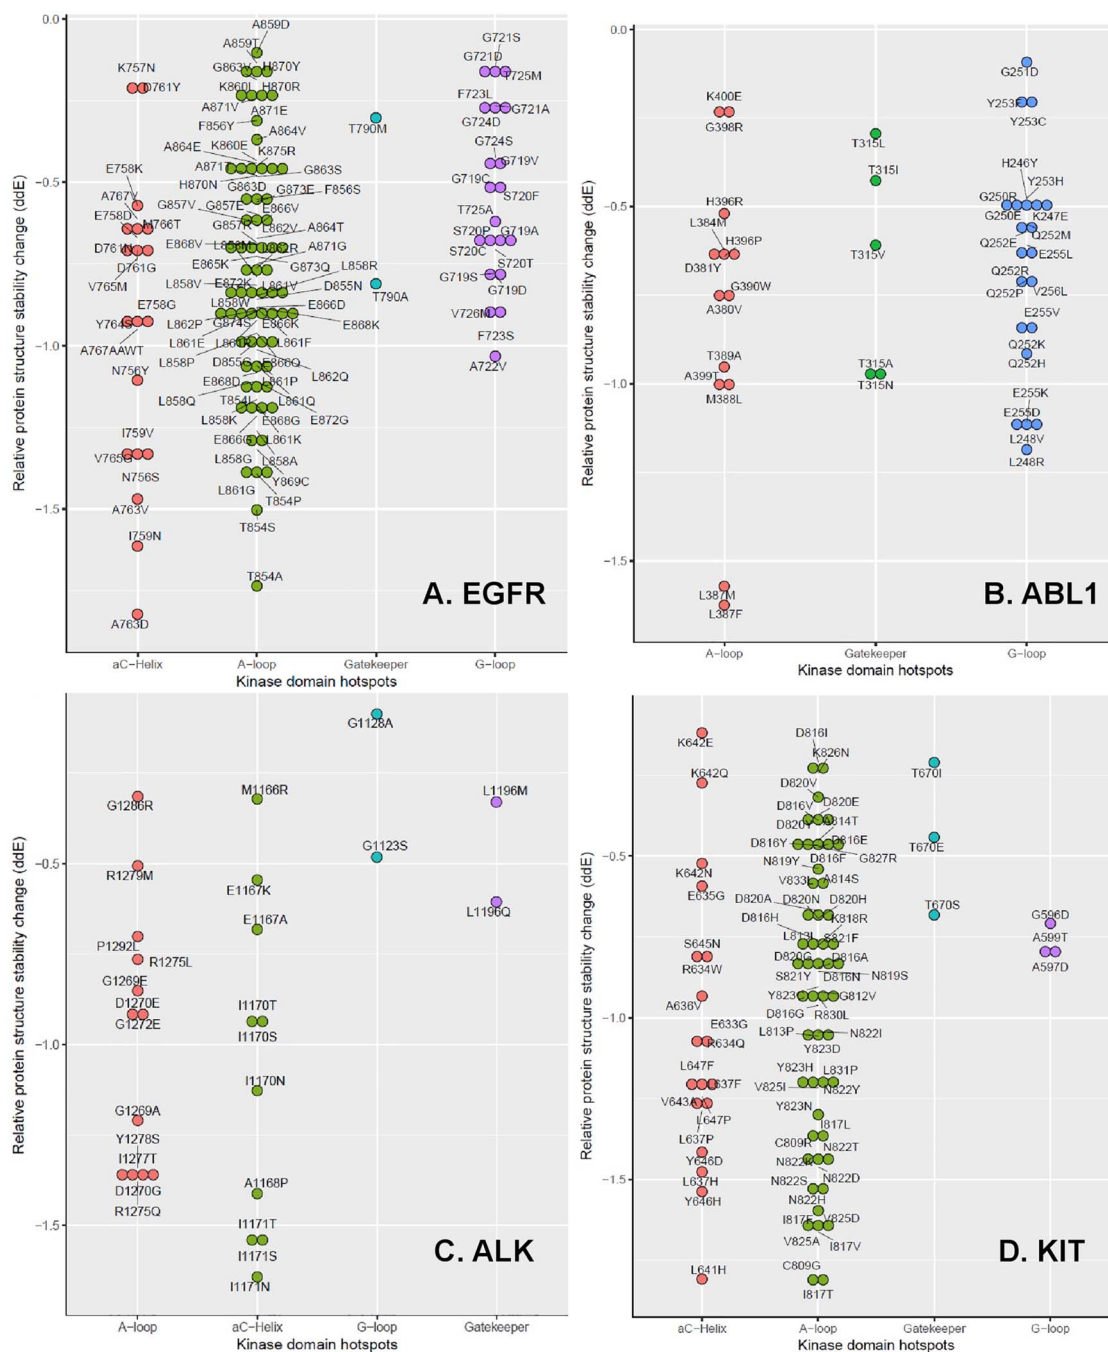 Relative protein structure stability change (ddE)
0.0
−0.5
−1.0
−1.5
K757N
D761Y
E758K
A767V
E758D
M766T
D761N
D761G
V765M
E758G
Y764S
A767AAWT
N756Y
I759V
V765G
N756S
A763V
I759N
A763D
A859D
A859T
G863V
H870Y
K860I
H870R
A871V
A871E
F856Y
A864V
K860E
A864E
K875R
A871T
G863S
H870N
G863D
G873E
F856S
G857V
G857E
E866V
G857R
L862V
A864T
E868V
L858M
L862R
A871G
E865K
G873Q
L858R
L858V
E872K
L861V
D855N
L858W
E866D
L862P
G874S
E866K
E868K
L861E
L861R
L861F
L858P
D855G
E866Q
L862Q
E868D
L861P
L858Q
T854I
L861Q
L858K
E868G
E872G
E866G
L861K
L858G
L858A
Y869C
L861G
T854P
T854S
T854A
T790M
T790A
G721S
G721D
T725M
F723L
G721A
G724D
G724S
G719V
G719C
S720F
T725A
S720P
G719A
S720C
S720T
G719S
G719D
V726M
F723S
A722V
A. EGFR
aC−Helix
A−loop
Gatekeeper
G−loop
Kinase domain hotspots
Relative protein structure stability change (ddE)
0.0
−0.5
−1.0
−1.5
K400E
G398R
H396R
L384M
H396P
D381Y
G390W
A380V
T389A
A399T
M388L
L387M
L387F
T315L
T315I
T315V
T315A
T315N
G251D
Y253F
Y253C
H246Y
Y253H
G250R
G250E
K247E
Q252E
Q252M
E255L
Q252R
Q252P
V256L
E255V
Q252K
Q252H
E255K
E255D
L248V
L248R
B. ABL1
A−loop
Gatekeeper
G−loop
Kinase domain hotspots
Relative protein structure stability change (ddE)
−0.5
−1.0
−1.5
G1286R
R1279M
P1292L
R1275L
G1269E
D1270E
G1272E
G1269A
Y1278S
I1277T
D1270G
R1275Q
M1166R
E1167K
E1167A
I1170T
I1170S
I1170N
A1168P
I1171T
I1171S
I1171N
G1128A
G1123S
L1196M
L1196Q
C. ALK
A−loop
aC−Helix
G−loop
Gatekeeper
Kinase domain hotspots
Relative protein structure stability change (ddE)
−0.5
−1.0
−1.5
K642E
K642Q
K642N
E635G
S645N
R634W
A636V
E633G
R634Q
L647F
L637F
V643A
L647P
L637P
Y646D
L637H
Y646H
L641H
D816I
K826N
D820V
D816V
D820E
D820Y
A814T
D816Y
D816E
D816F
G827R
N819Y
V833L
A814S
D820A
D820N
D820H
D816H
K818R
L813I
S821F
D820G
D816A
S821Y
D816N
N819S
Y823C
G812V
D816G
R830L
L813P
N822I
Y823D
Y823H
L831P
V825I
N822Y
Y823N
I817L
C809R
N822T
N822K
N822D
N822S
N822H
I817F
V825D
V825A
I817V
C809G
I817T
T670I
T670E
T670S
G596D
A599T
A597D
D. KIT
aC−Helix
A−loop
Gatekeeper
G−loop
Kinase domain hotspots